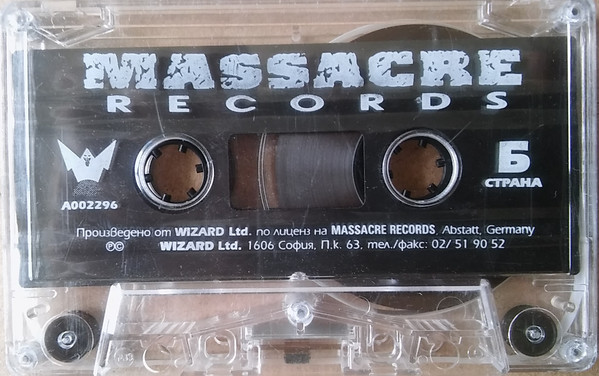 MASSACRE
RECORDS
Б
СТРАНА
A002296
Произведено от WIZARD Ltd. по лиценз на MASSACRE RECORDS, Abstatt, Germany
℗© WIZARD Ltd. 1606 София, П.к. 63, тел./факс: 02/ 51 90 52